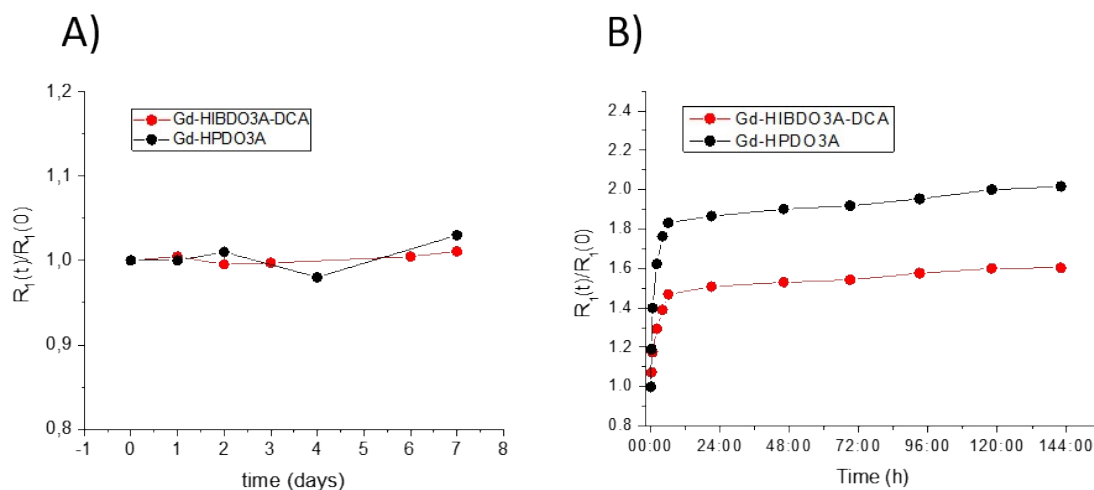 A)
1,2
1,1
1,0
0,9
0,8
R1(t)/R1(0)
Gd-HIBDO3A-DCA
Gd-HPDO3A
-1 0 1 2 3 4 5 6 7 8
time (days)
B)
2.4
2.2
2.0
1.8
1.6
1.4
1.2
1.0
0.8
R1(t)/R1(0)
Gd-HIBDO3A-DCA
Gd-HPDO3A
00:00 24:00 48:00 72:00 96:00 120:00 144:00
Time (h)